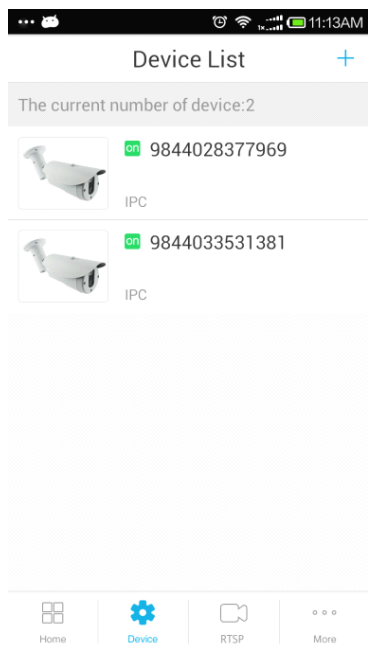 11:13AM
Device List
The current number of device:2
on 9844028377969
IPC
on 9844033531381
IPC
Home Device RTSP More